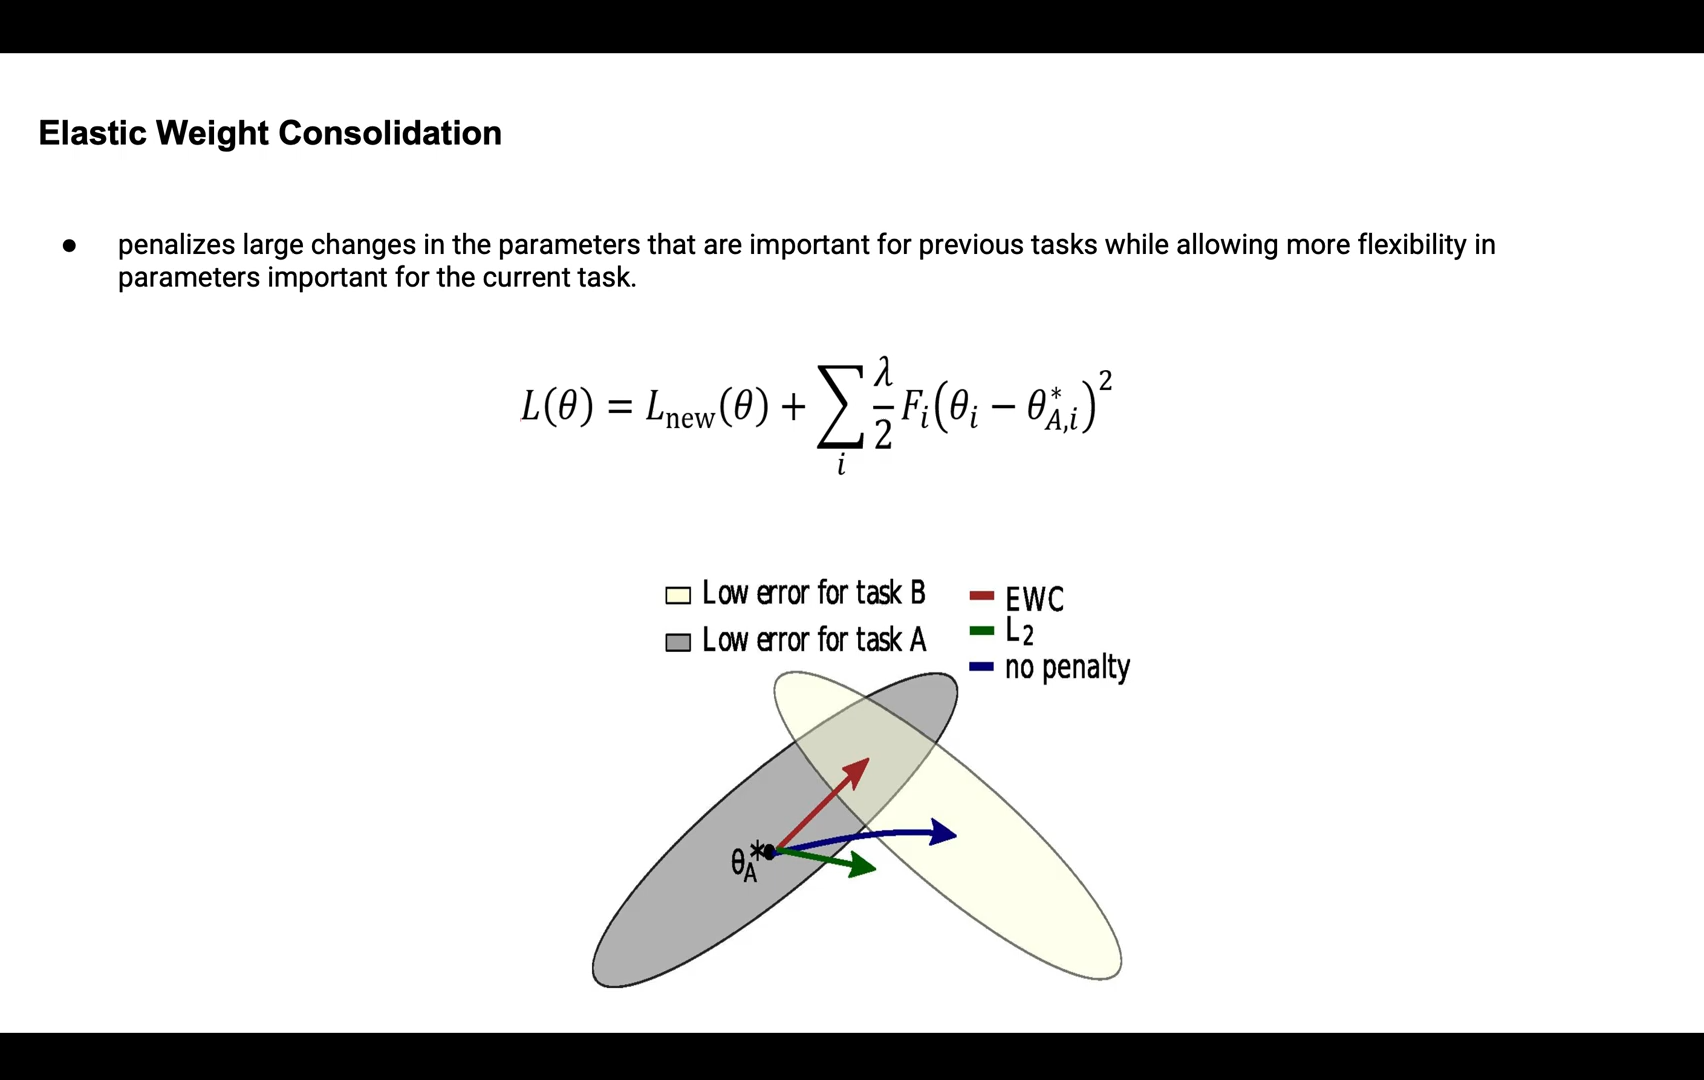 Elastic Weight Consolidation
● penalizes large changes in the parameters that are important for previous tasks while allowing more flexibility in
parameters important for the current task.
L(θ) = L_new(θ) + ∑_i λ/2 F_i(θ_i − θ*_{A,i})^2
Low error for task B
Low error for task A
EWC
L2
no penalty
θ_A*